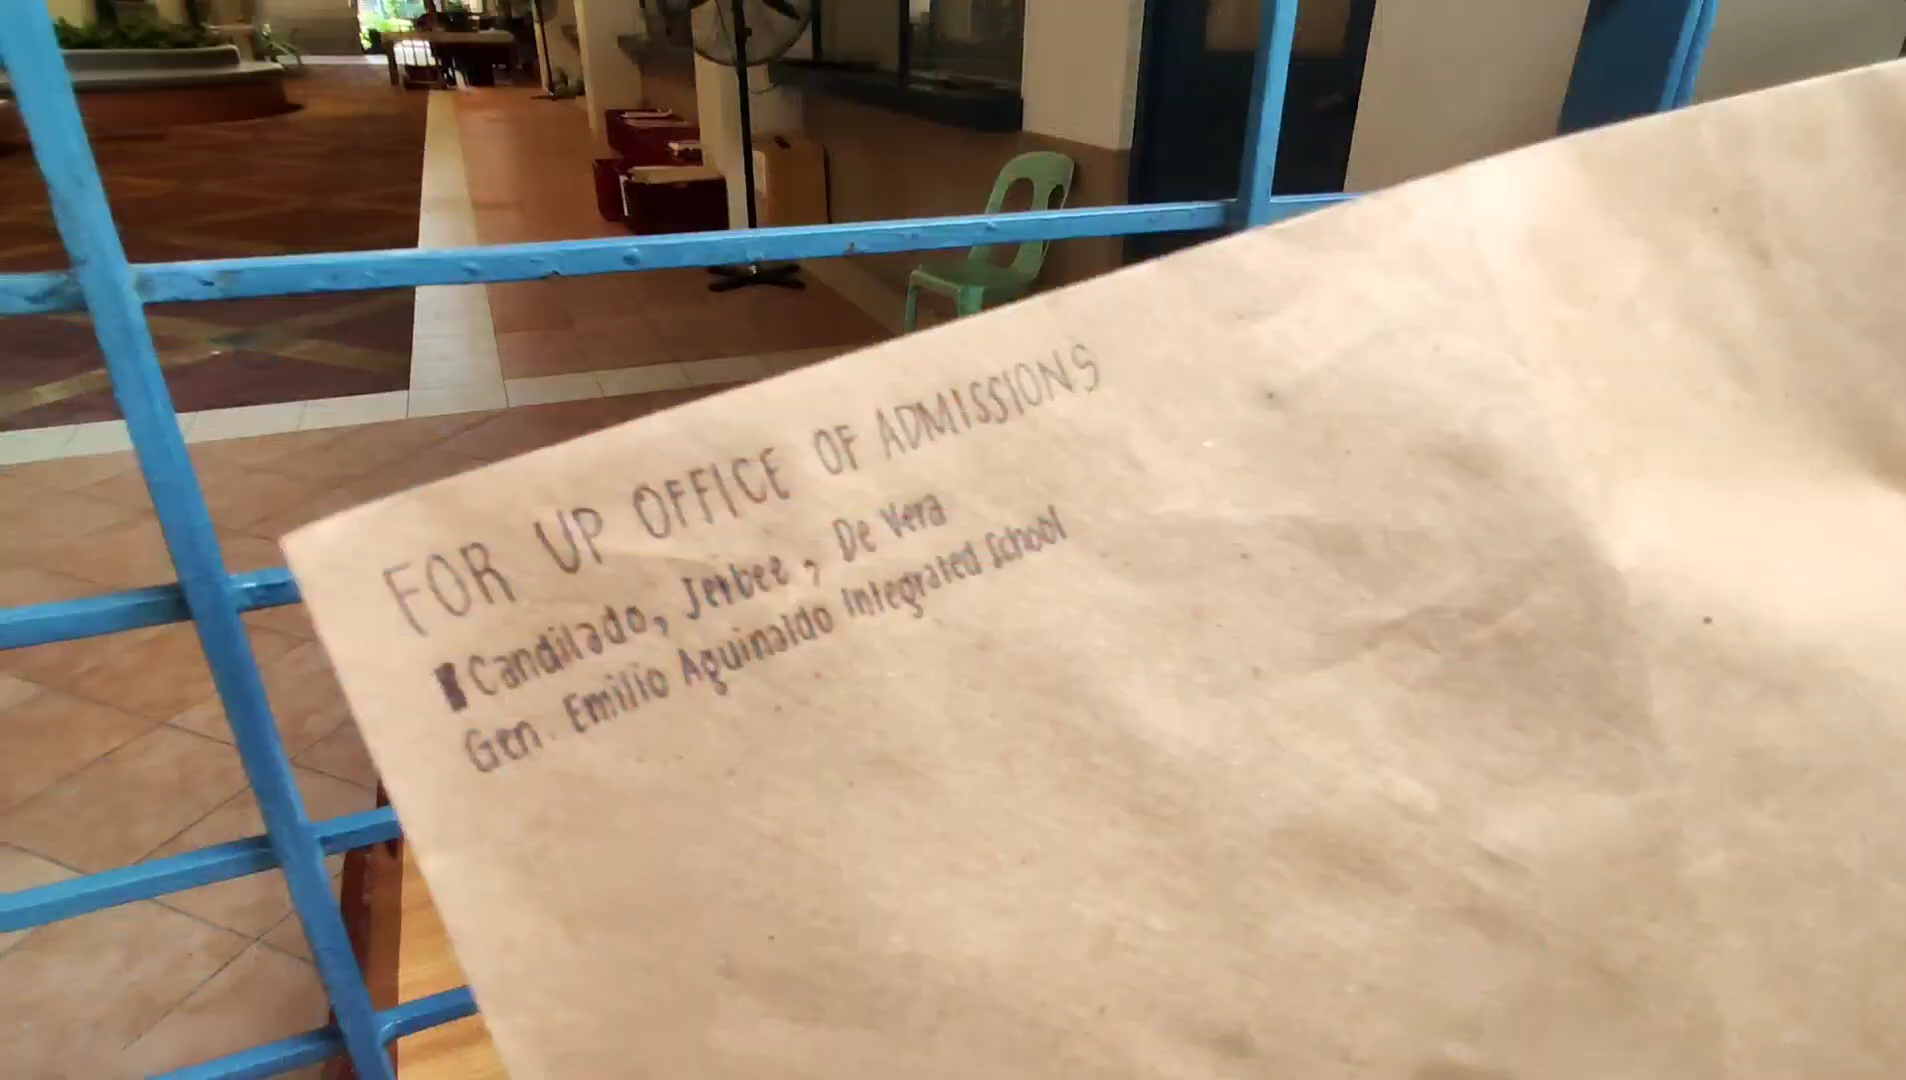 FOR UP OFFICE OF ADMISSIONS
Candilado, Jerbee, De Vera
Gen. Emilio Aguinaldo Integrated School